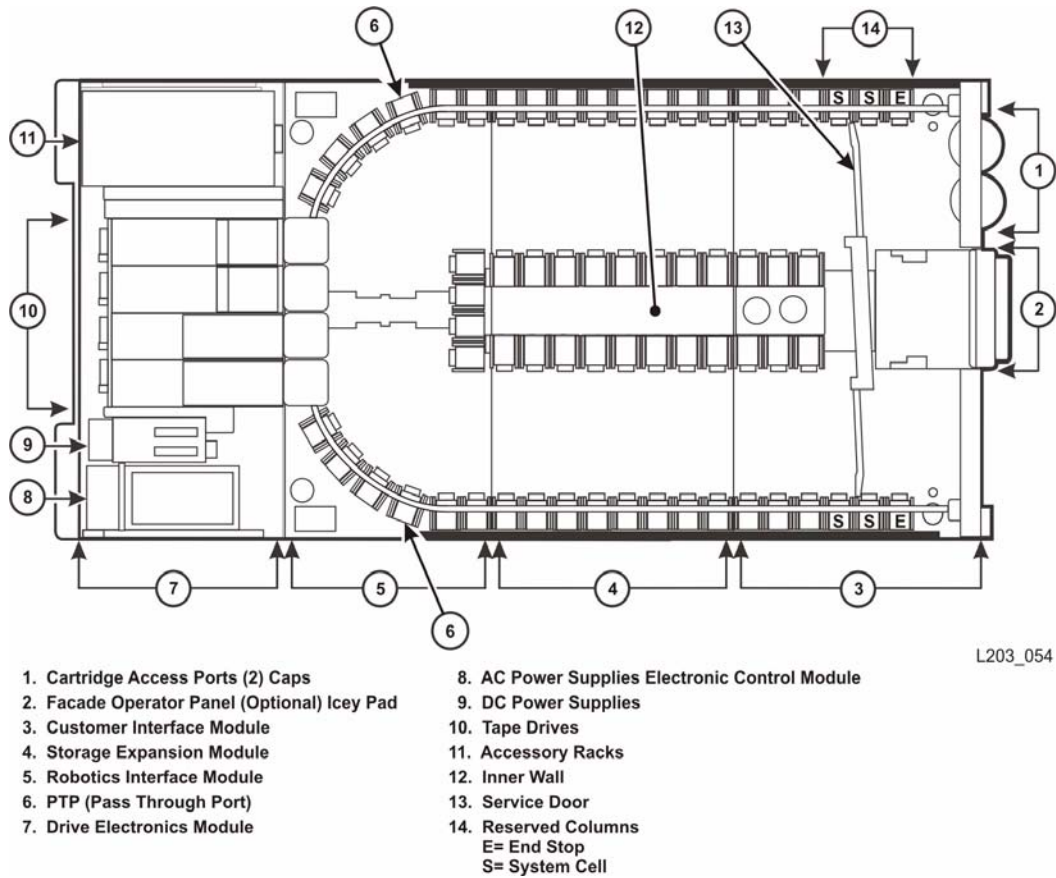 6
12
13
14
S S E
11
1
10
2
9
8
S S E
7
5
4
3
6
L203_054
1. Cartridge Access Ports (2) Caps
2. Facade Operator Panel (Optional) Icey Pad
3. Customer Interface Module
4. Storage Expansion Module
5. Robotics Interface Module
6. PTP (Pass Through Port)
7. Drive Electronics Module
8. AC Power Supplies Electronic Control Module
9. DC Power Supplies
10. Tape Drives
11. Accessory Racks
12. Inner Wall
13. Service Door
14. Reserved Columns
E= End Stop
S= System Cell